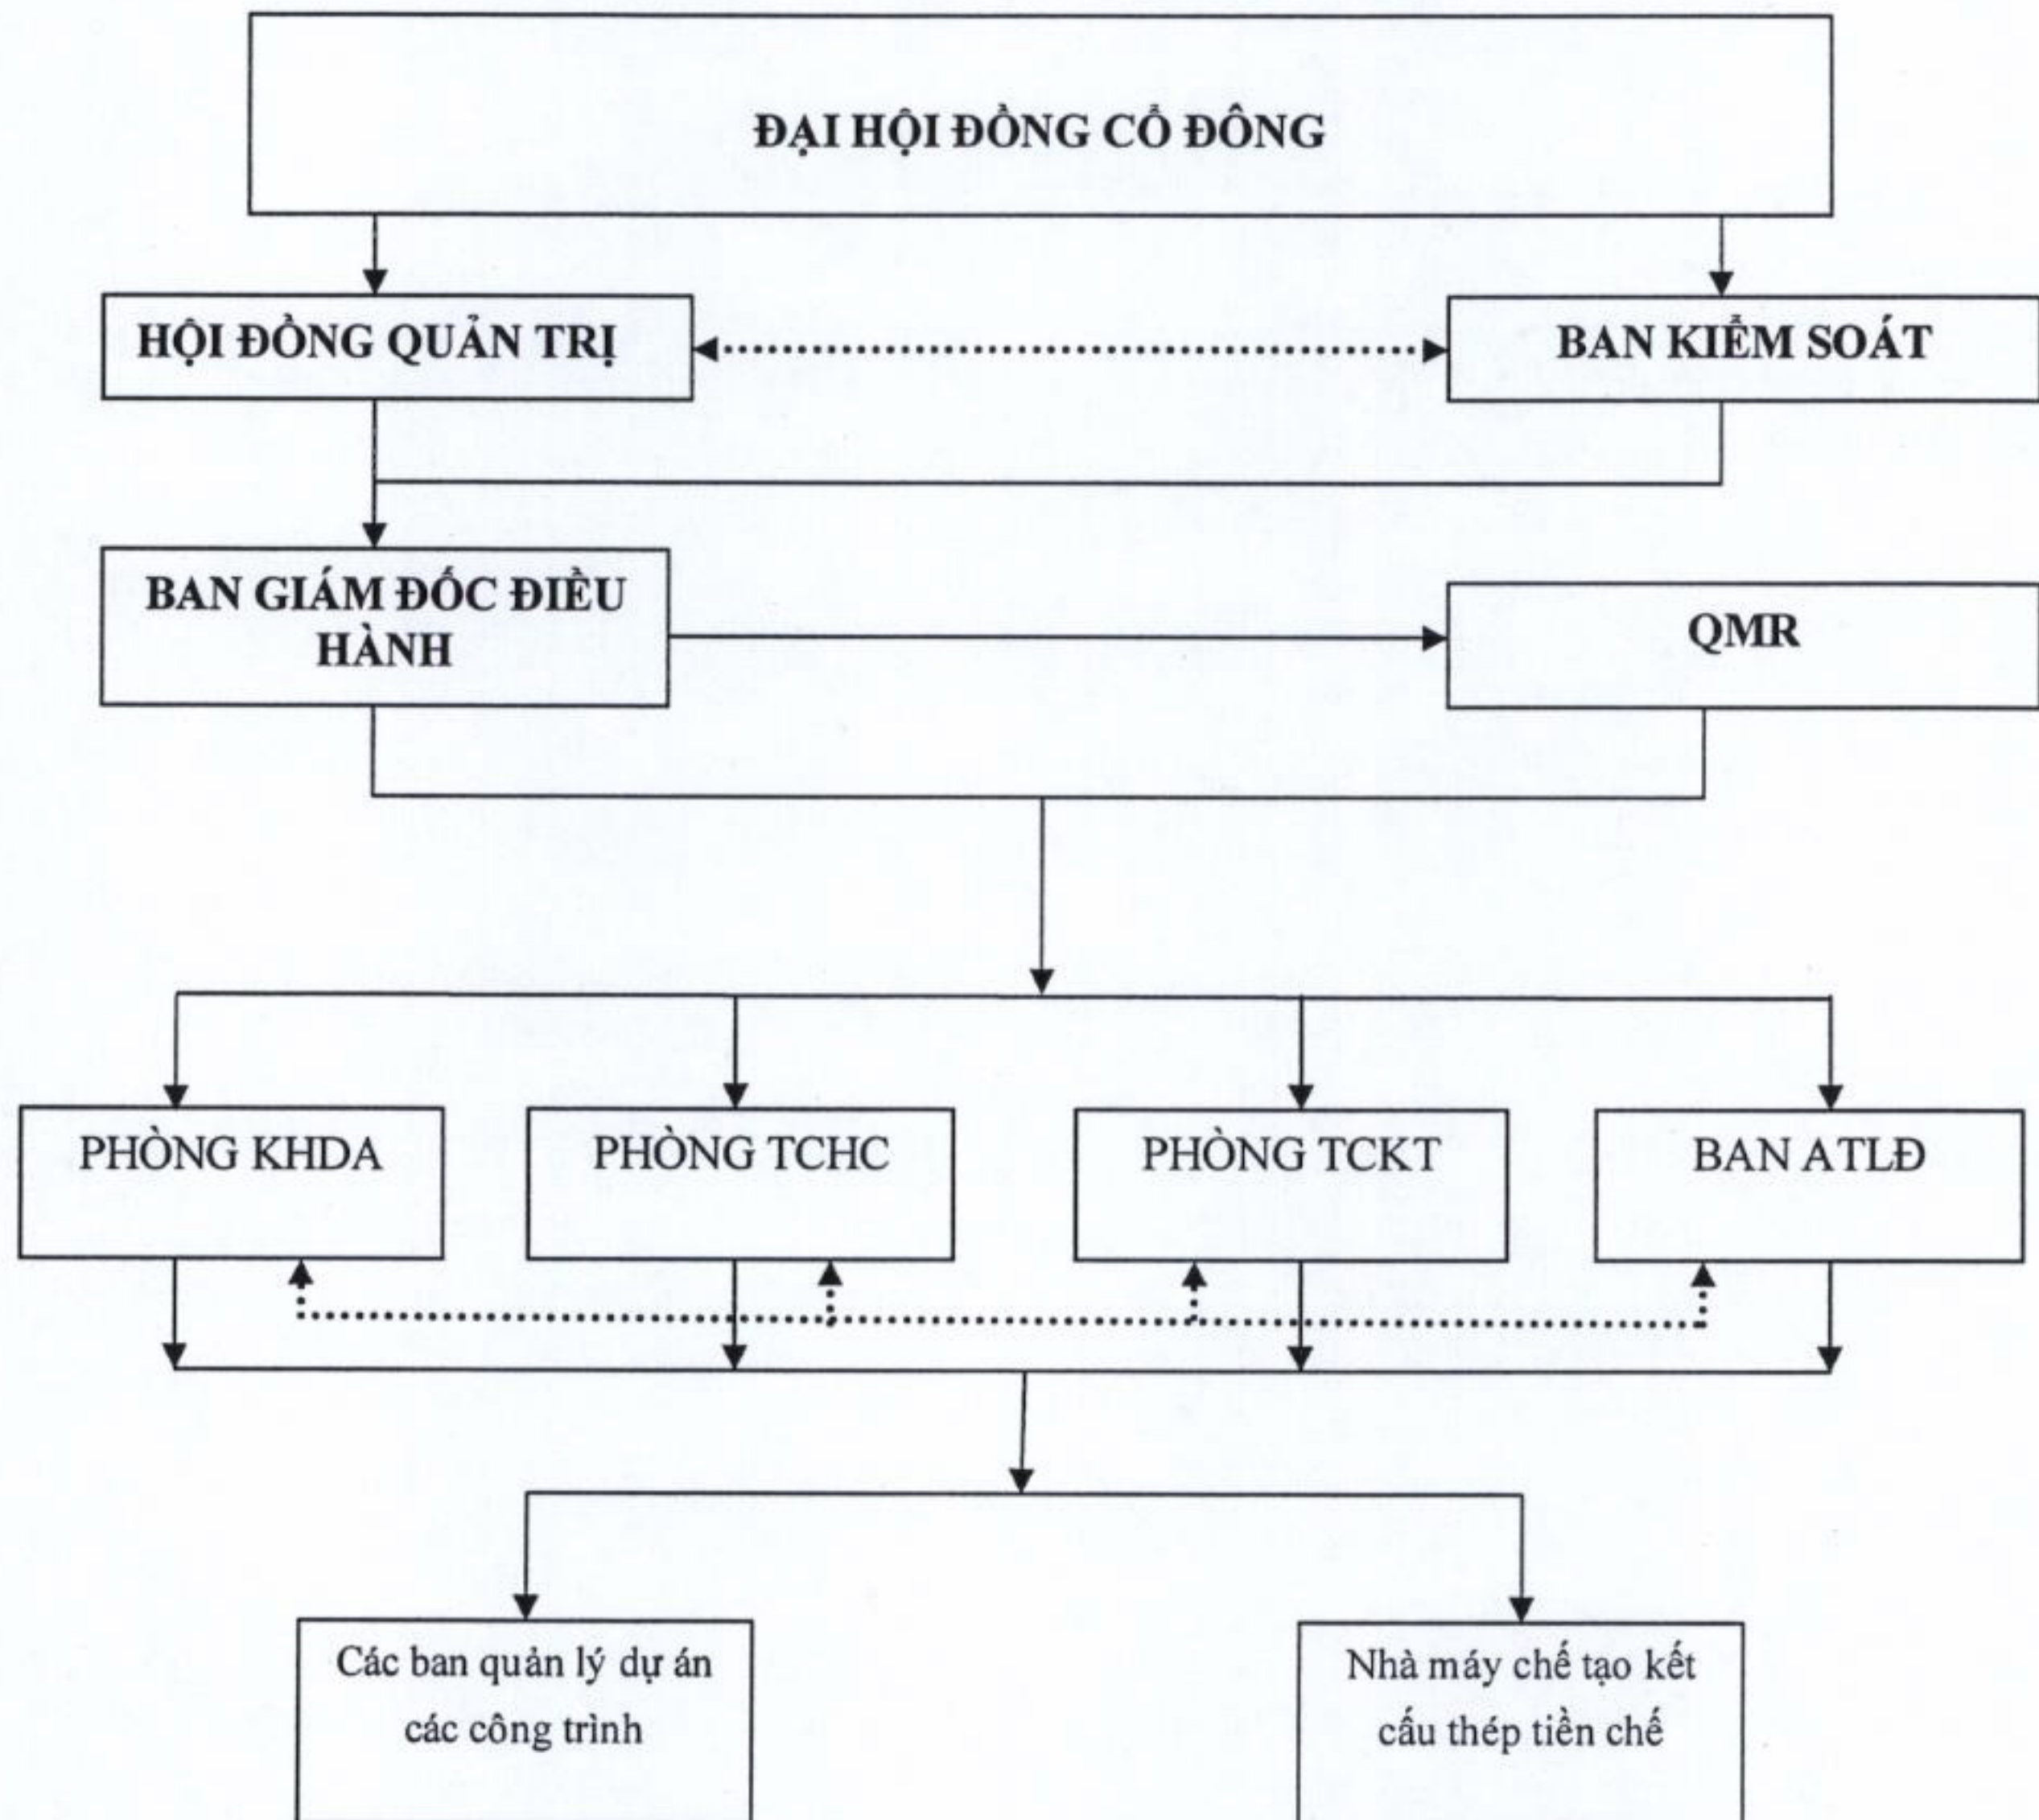 ĐẠI HỘI ĐỒNG CỔ ĐÔNG
HỘI ĐỒNG QUẢN TRỊ
BAN KIỂM SOÁT
BAN GIÁM ĐỐC ĐIỀU
HÀNH
QMR
PHÒNG KHDA
PHÒNG TCHC
PHÒNG TCKT
BAN ATLĐ
Các ban quản lý dự án
các công trình
Nhà máy chế tạo kết
cấu thép tiền chế